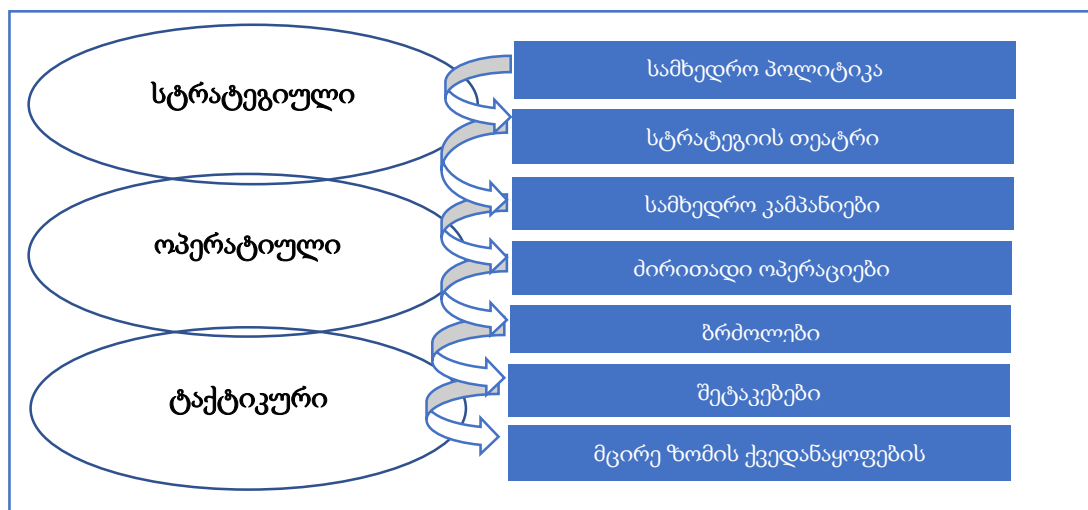 სტრატეგიული
სამხედრო პოლიტიკა
სტრატეგიის თეატრი
სამხედრო კამპანიები
ოპერატიული
ძირითადი ოპერაციები
ბრძოლები
ტაქტიკური
შეტაკებები
მცირე ზომის ქვედანაყოფების